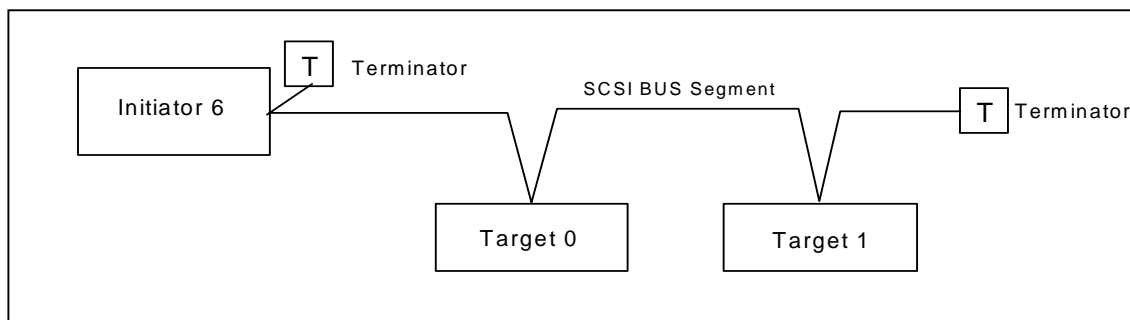 T
Terminator
Initiator 6
SCSI BUS Segment
T
Terminator
Target 0
Target 1